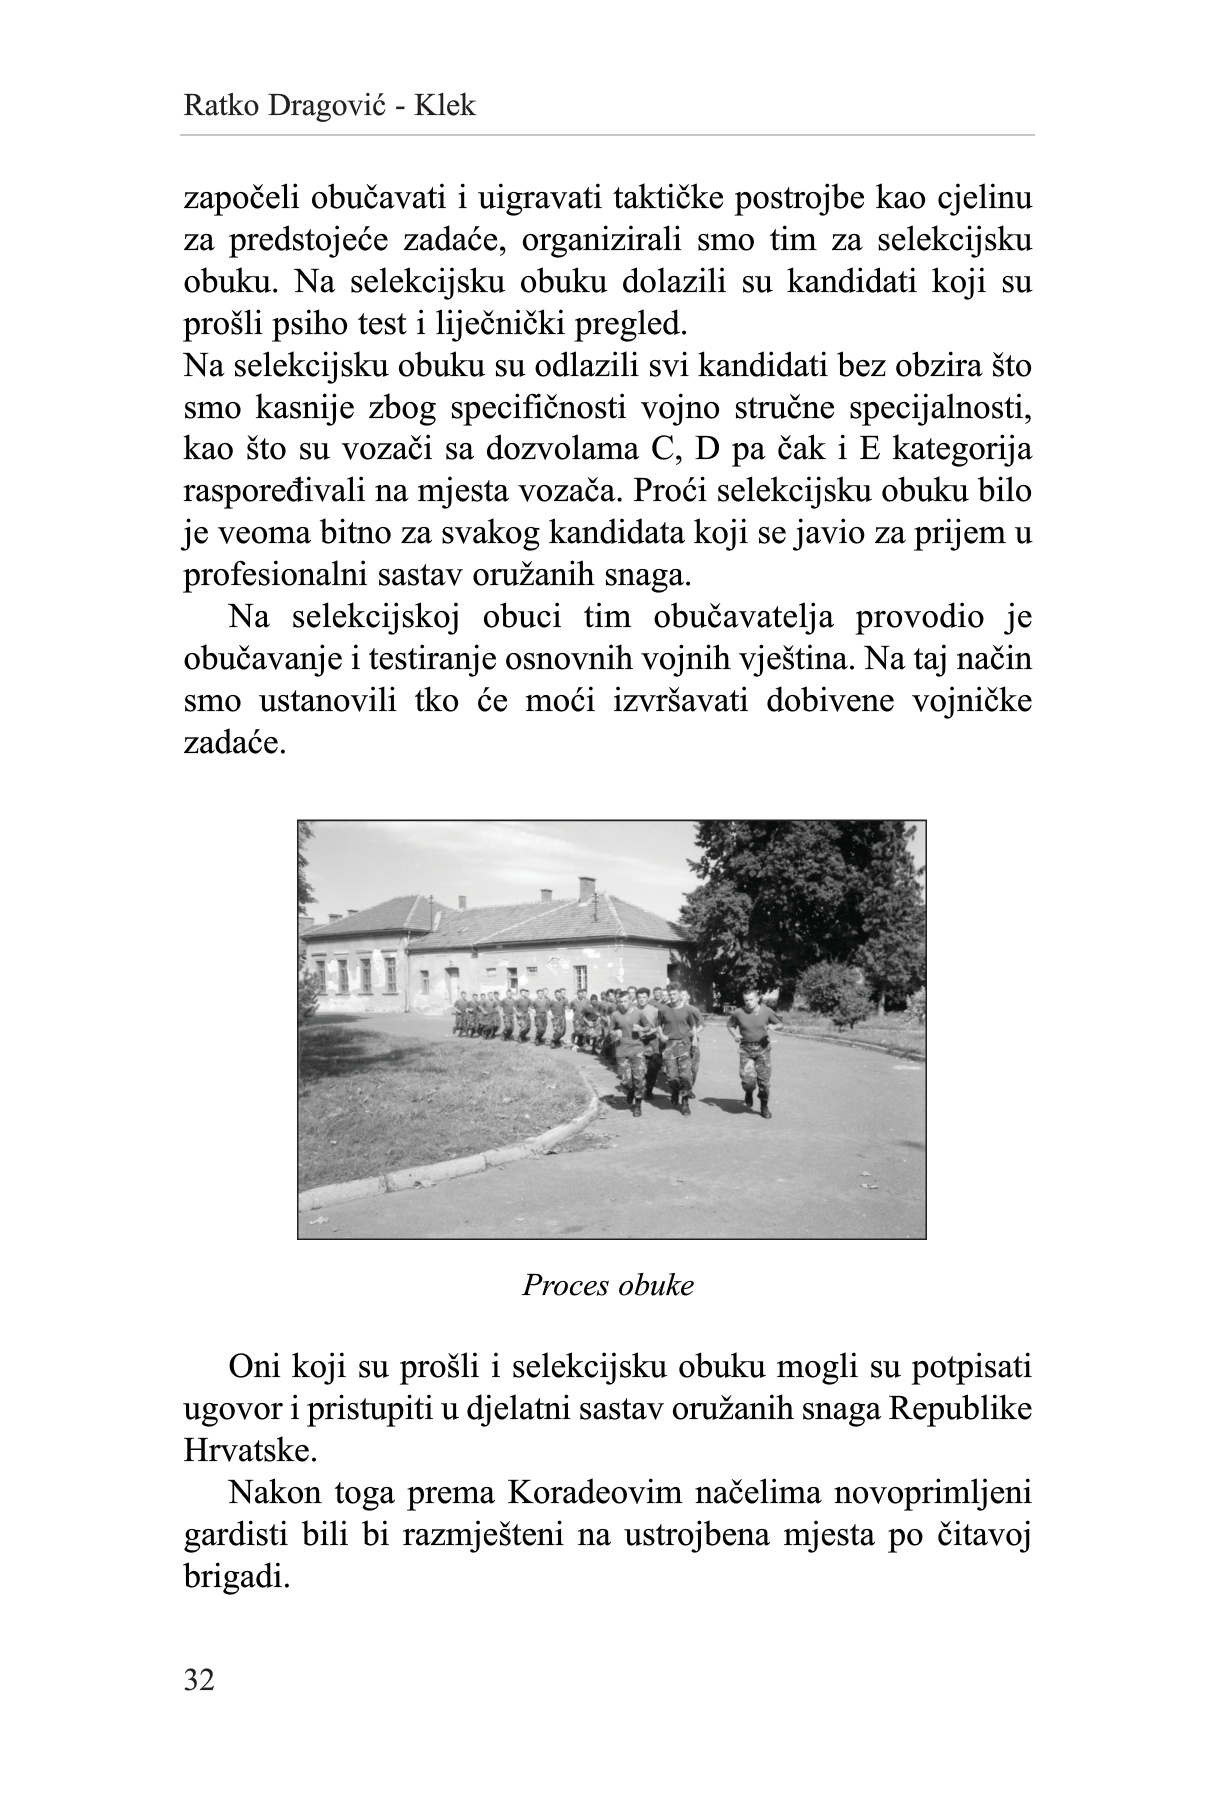 Ratko Dragović - Klek
započeli obučavati i uigravati taktičke postrojbe kao cjelinu
za predstojeće zadaće, organizirali smo tim za selekcijsku
obuku. Na selekcijsku obuku dolazili su kandidati koji su
prošli psiho test i liječnički pregled.
Na selekcijsku obuku su odlazili svi kandidati bez obzira što
smo kasnije zbog specifičnosti vojno stručne specijalnosti,
kao što su vozači sa dozvolama C, D pa čak i E kategorija
raspoređivali na mjesta vozača. Proći selekcijsku obuku bilo
je veoma bitno za svakog kandidata koji se javio za prijem u
profesionalni sastav oružanih snaga.
Na selekcijskoj obuci tim obučavatelja provodio je
obučavanje i testiranje osnovnih vojnih vještina. Na taj način
smo ustanovili tko će moći izvršavati dobivene vojničke
zadaće.
Proces obuke
Oni koji su prošli i selekcijsku obuku mogli su potpisati
ugovor i pristupiti u djelatni sastav oružanih snaga Republike
Hrvatske.
Nakon toga prema Koradeovim načelima novoprimljeni
gardisti bili bi razmješteni na ustrojbena mjesta po čitavoj
brigadi.
32